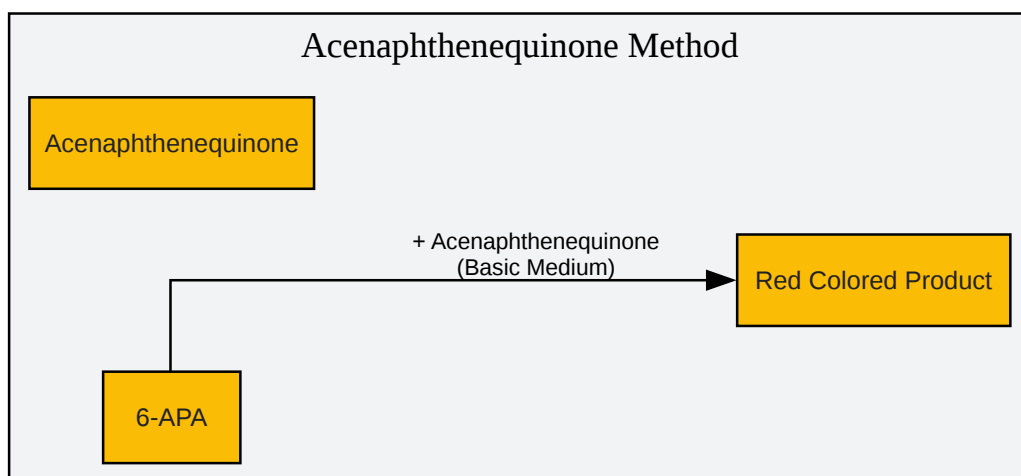 Acenaphthenequinone Method
Acenaphthenequinone
+ Acenaphthenequinone
(Basic Medium)
Red Colored Product
6-APA